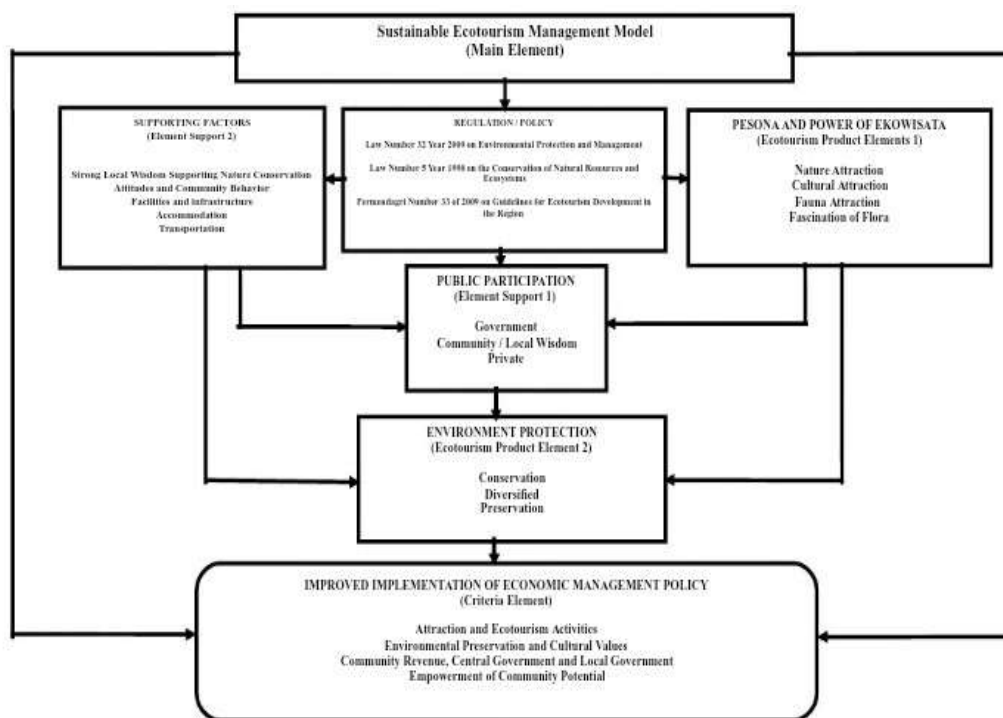 Sustainable Ecotourism Management Model
(Main Element)
SUPPORTING FACTORS
(Element Support 2)
Strong Local Wisdom Supporting Nature Conservation
Attitudes and Community Behavior
Facilities and infrastructure
Accommodation
Transportation
REGULATION / POLICY
Law Number 32 Year 2009 on Environmental Protection and Management
Law Number 5 Year 1990 on the Conservation of Natural Resources and
Ecosystems
Permendagri Number 33 of 2009 on Guidelines for Ecotourism Development in
the Region
PESONA AND POWER OF EKOWISATA
(Ecotourism Product Elements 1)
Nature Attraction
Cultural Attraction
Fauna Attraction
Fascination of Flora
PUBLIC PARTICIPATION
(Element Support 1)
Government
Community / Local Wisdom
Private
ENVIRONMENT PROTECTION
(Ecotourism Product Element 2)
Conservation
Diversified
Preservation
IMPROVED IMPLEMENTATION OF ECONOMIC MANAGEMENT POLICY
(Criteria Element)
Attraction and Ecotourism Activities
Environmental Preservation and Cultural Values
Community Revenue, Central Government and Local Government
Empowerment of Community Potential